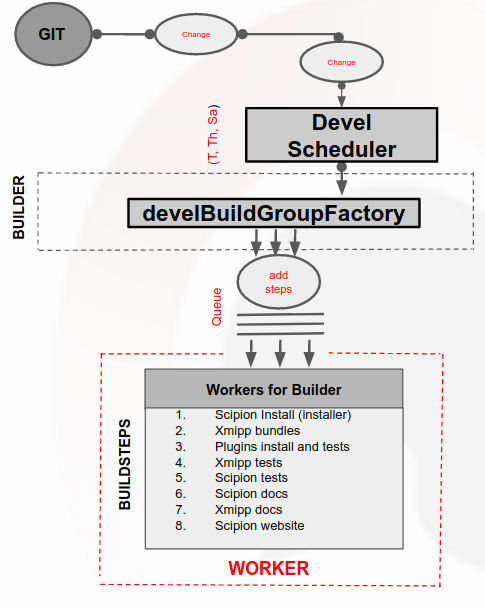 GIT
Change
Change
(T, Th, Sa)
Devel
Scheduler
BUILDER
develBuildGroupFactory
add
steps
Queue
Workers for Builder
1. Scipion Install (installer)
2. Xmipp bundles
3. Plugins install and tests
4. Xmipp tests
5. Scipion tests
6. Scipion docs
7. Xmipp docs
8. Scipion website
BUILDSTEPS
WORKER